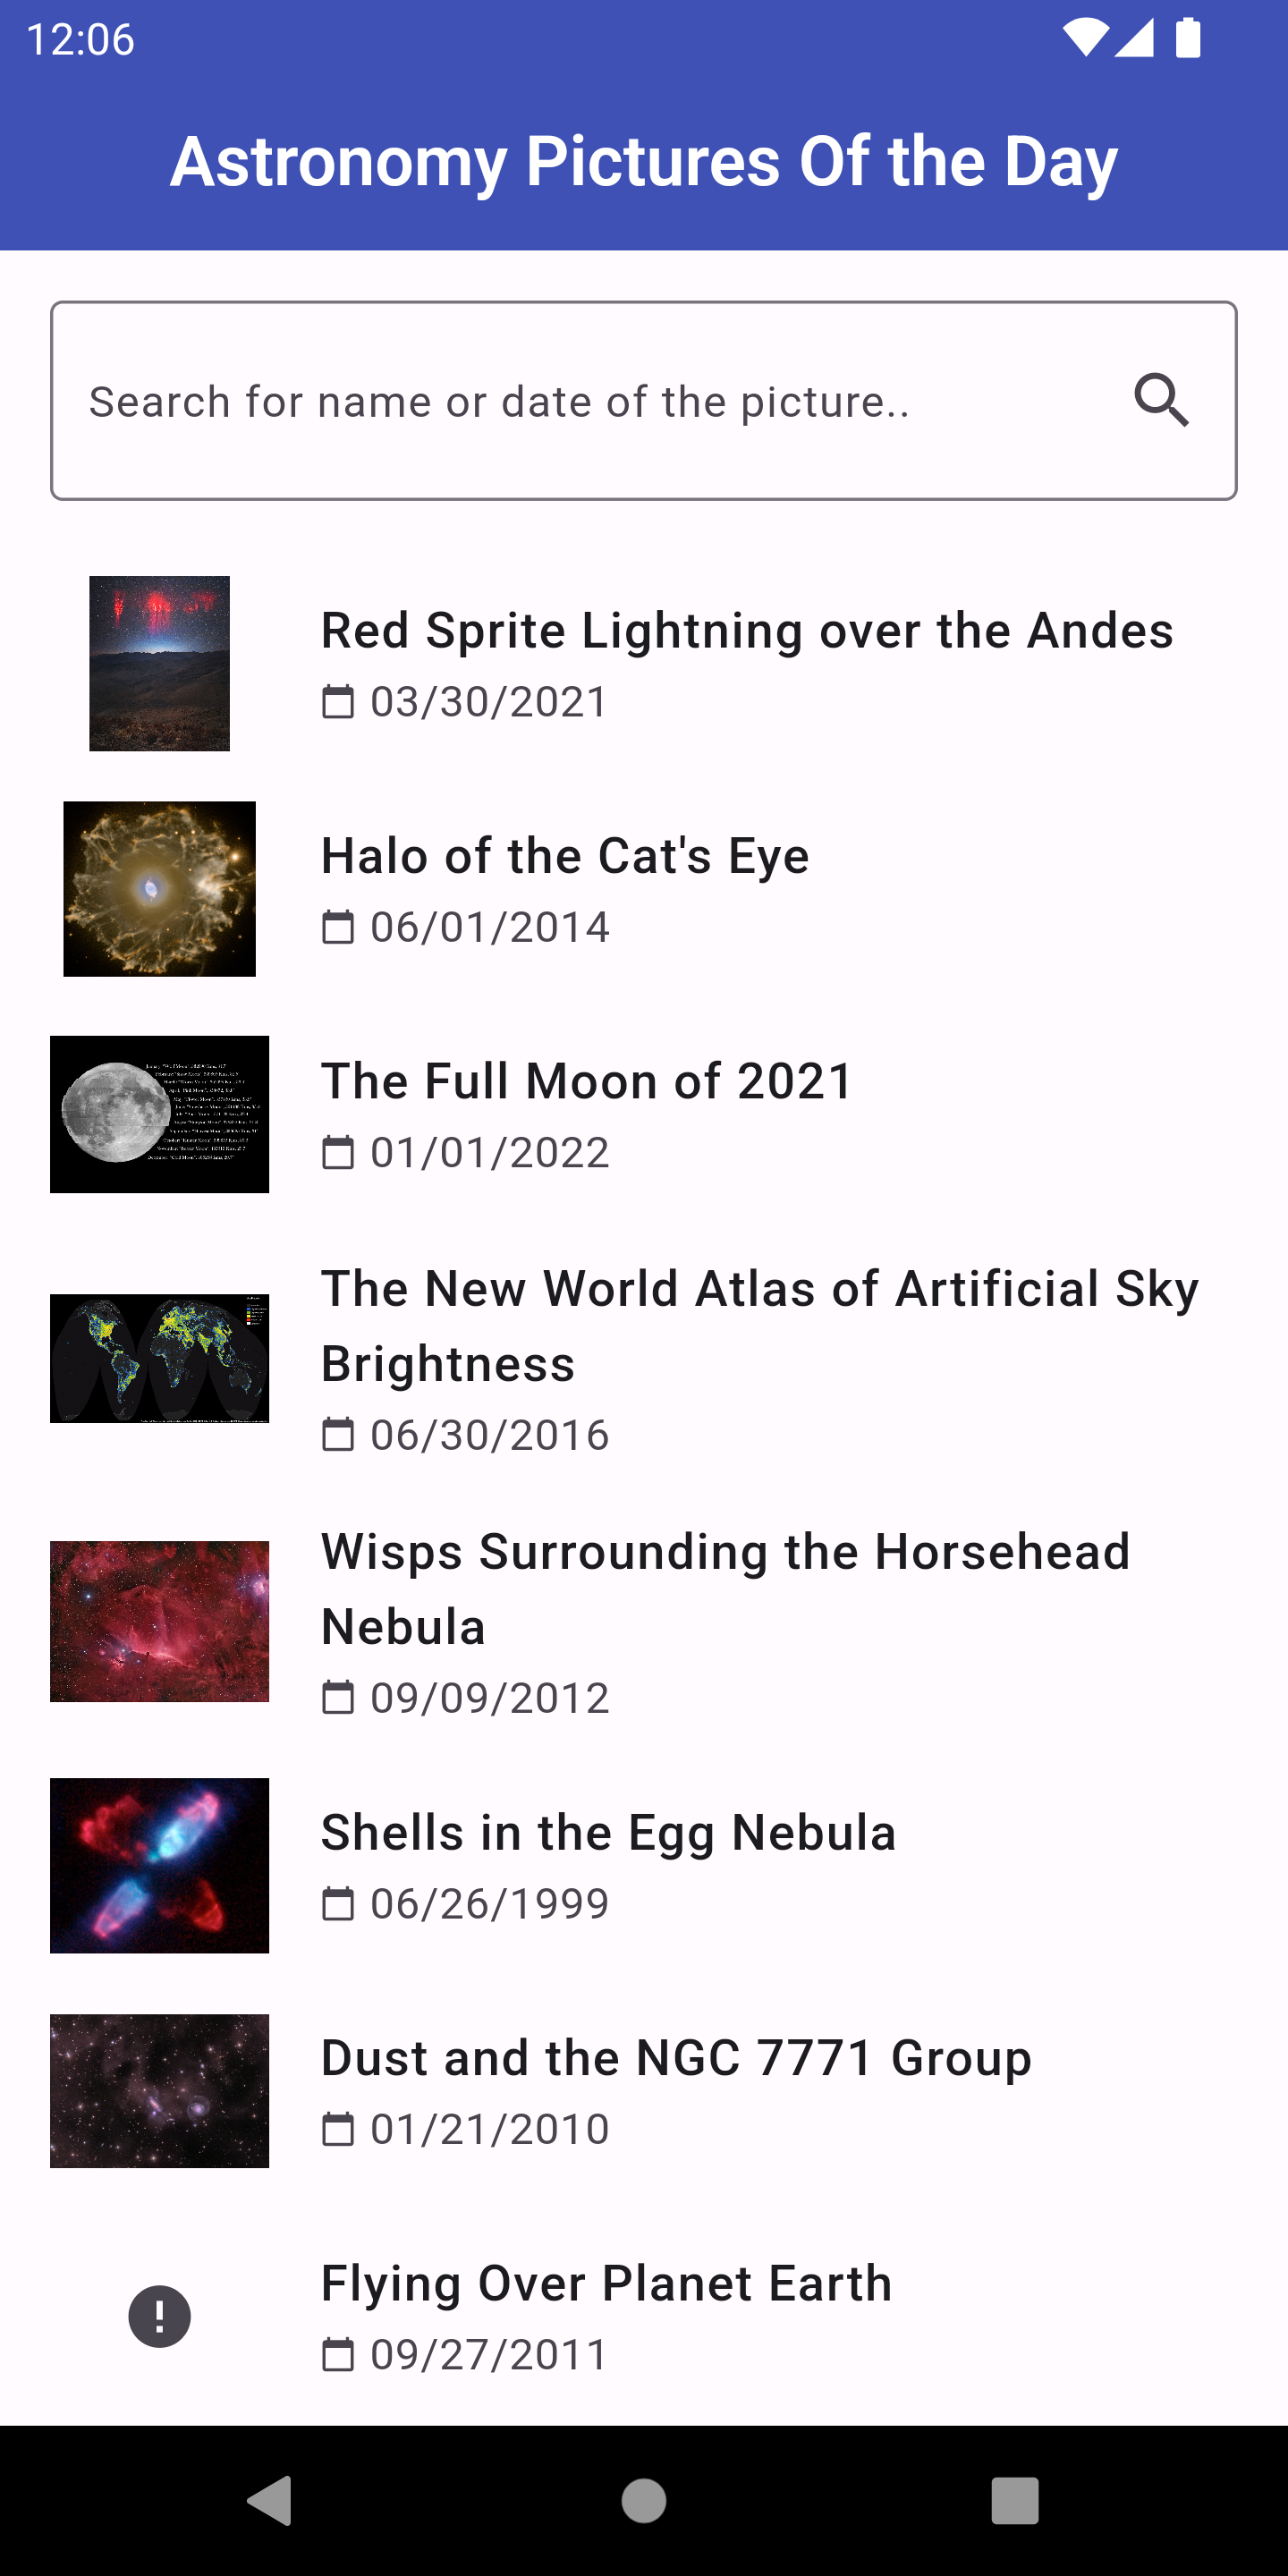 12:06
Astronomy Pictures Of the Day
Search for name or date of the picture..
Red Sprite Lightning over the Andes
03/30/2021
Halo of the Cat's Eye
06/01/2014
The Full Moon of 2021
01/01/2022
The New World Atlas of Artificial Sky
Brightness
06/30/2016
Wisps Surrounding the Horsehead
Nebula
09/09/2012
Shells in the Egg Nebula
06/26/1999
Dust and the NGC 7771 Group
01/21/2010
Flying Over Planet Earth
09/27/2011